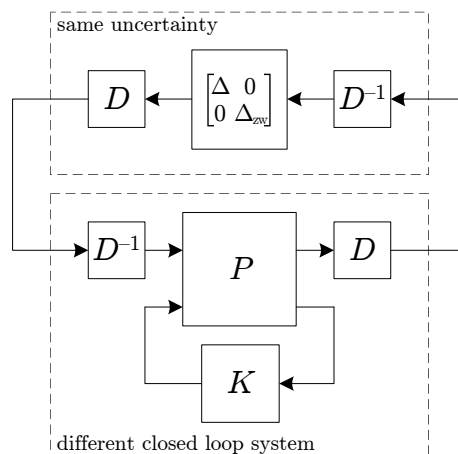 same uncertainty
D [Δ 0 D⁻¹
0 Δzw]
D⁻¹ P D
K
different closed loop system